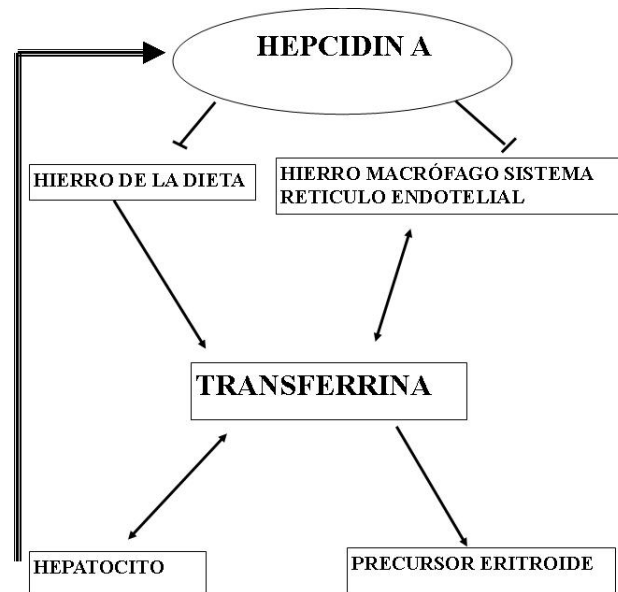 HEPCIDIN A
HIERRO DE LA DIETA
HIERRO MACRÓFAGO SISTEMA
RETICULO ENDOTELIAL
TRANSFERRINA
HEPATOCITO
PRECURSOR ERITROIDE